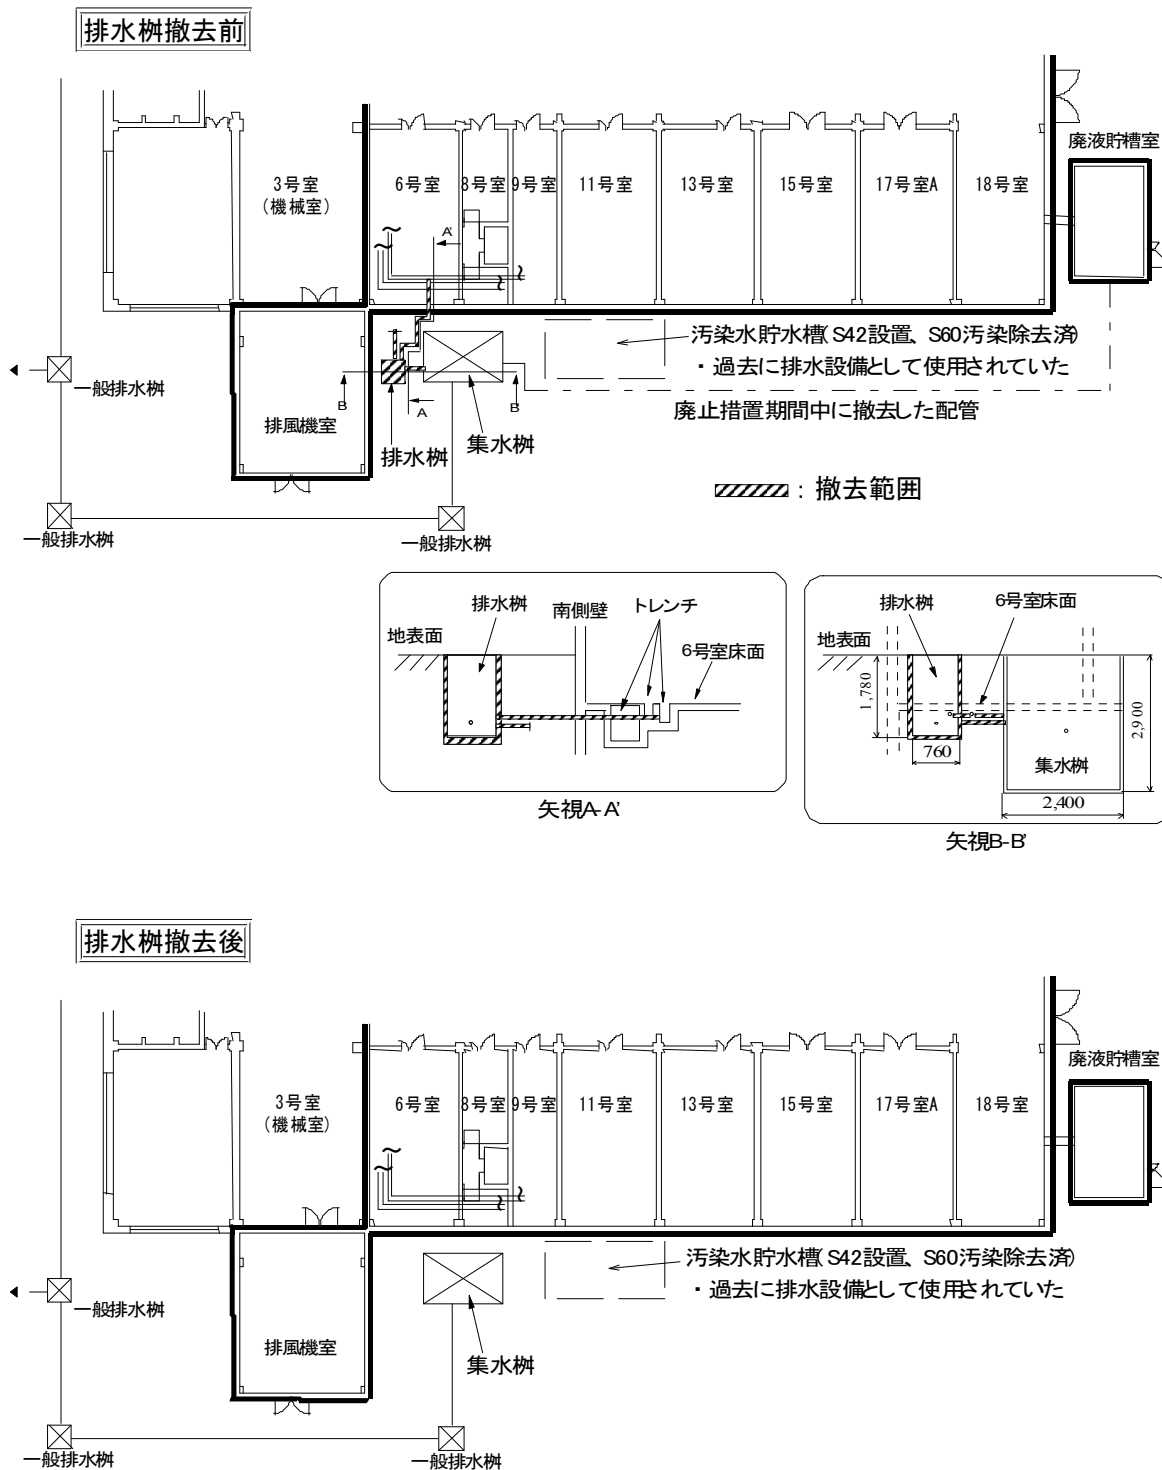 排水桝撤去前
廃液貯槽室
3号室
（機械室）
6号室
8号室
9号室
11号室
13号室
15号室
17号室A
18号室
A'
汚染水貯水槽(S42設置、S60汚染除去済)
・過去に排水設備として使用されていた
一般排水桝
B
A
B'
廃止措置期間中に撤去した配管
排風機室
排水桝
集水桝
：撤去範囲
一般排水桝
一般排水桝
排水桝
南側壁
トレンチ
地表面
6号室床面
矢視A-A'
排水桝
6号室床面
地表面
1,780
2,900
760
集水桝
2,400
矢視B-B'
排水桝撤去後
廃液貯槽室
3号室
（機械室）
6号室
8号室
9号室
11号室
13号室
15号室
17号室A
18号室
汚染水貯水槽(S42設置、S60汚染除去済)
・過去に排水設備として使用されていた
一般排水桝
排風機室
集水桝
一般排水桝
一般排水桝